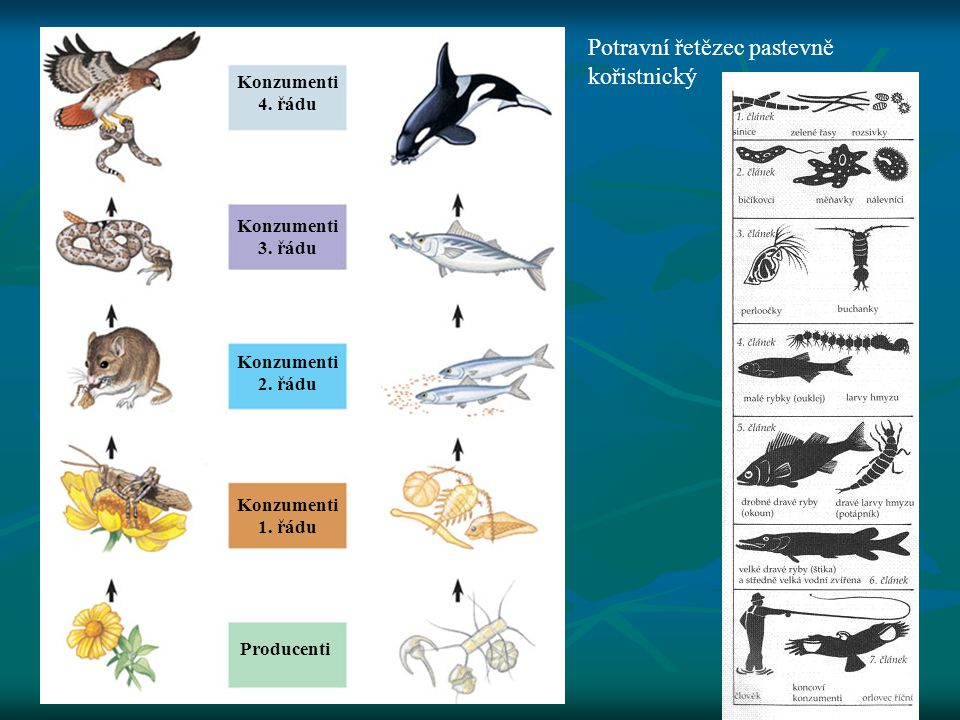 Potravní řetězec pastevně
kořistnický
Konzumenti
4. řádu
Konzumenti
3. řádu
Konzumenti
2. řádu
Konzumenti
1. řádu
Producenti
1. článek
sinice zelené řasy rozsivky
2. článek
bičíkovci měňavky nálevníci
3. článek
perloočky buchanky
4. článek
malé rybky (ouklej) larvy hmyzu
5. článek
drobné dravé ryby dravé larvy hmyzu
(okoun) (potápník)
velké dravé ryby (štika)
a středně velká vodní zvířena 6. článek
7. článek
člověk koncoví
konzumenti orlovec říční